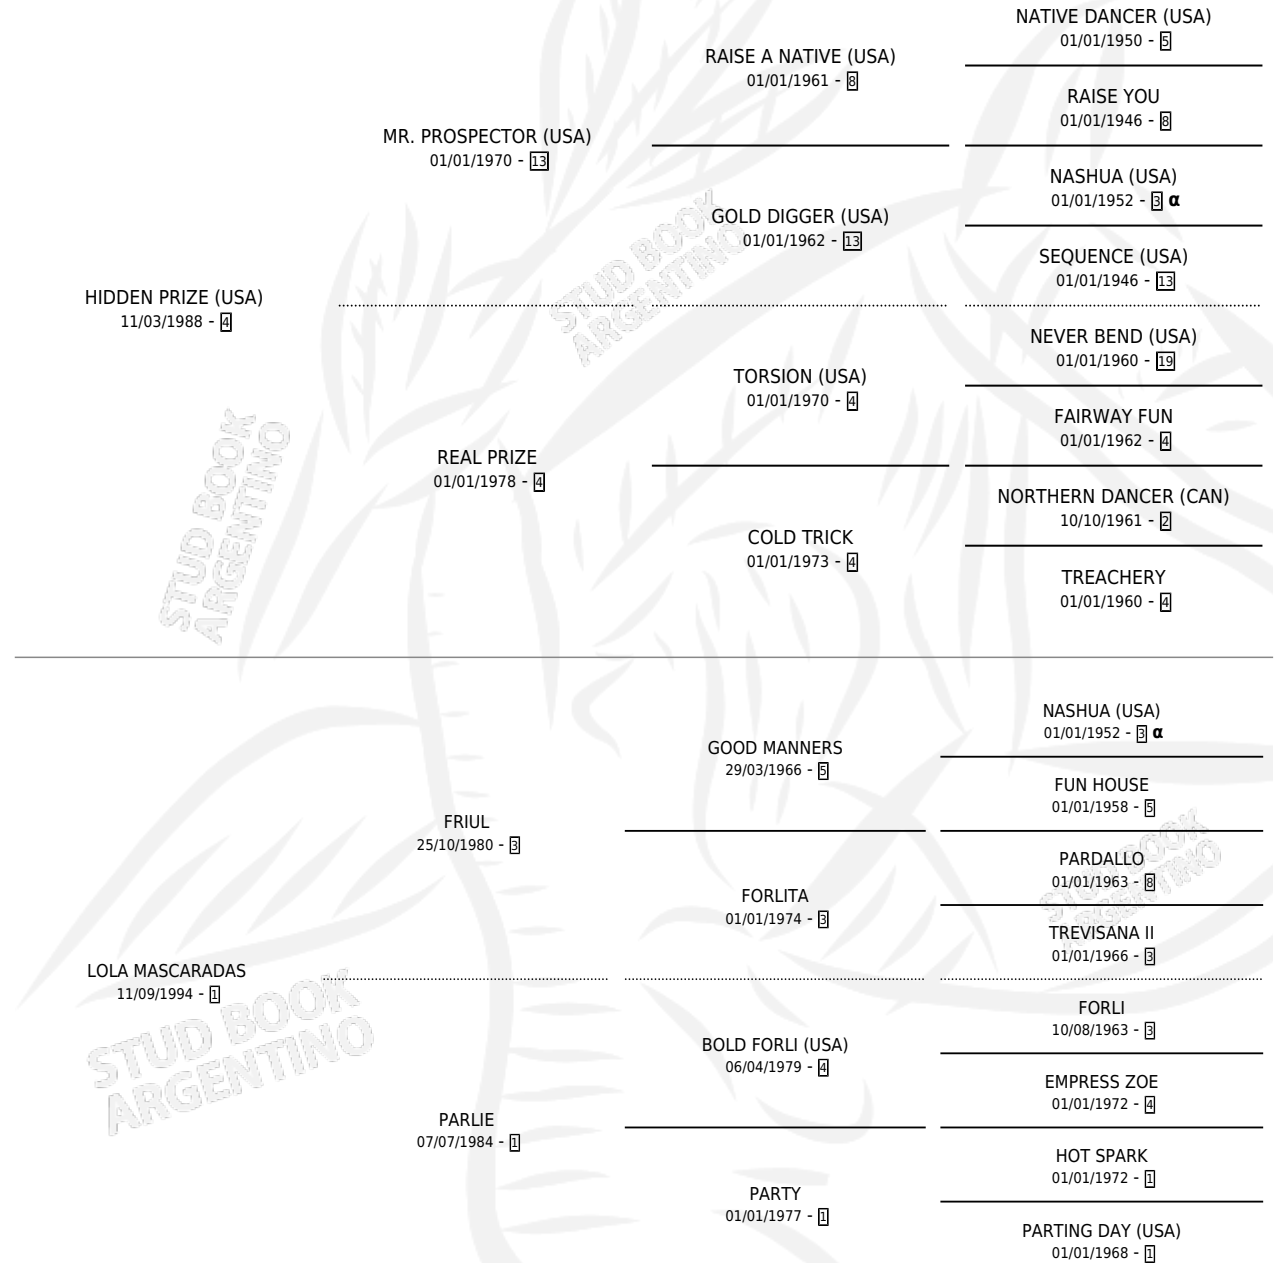 NATIVE DANCER (USA)
01/01/1950 - 5
RAISE A NATIVE (USA)
01/01/1961 - 8
RAISE YOU
01/01/1946 - 8
MR. PROSPECTOR (USA)
01/01/1970 - 13
NASHUA (USA)
01/01/1952 - 3 α
GOLD DIGGER (USA)
01/01/1962 - 13
SEQUENCE (USA)
01/01/1946 - 13
HIDDEN PRIZE (USA)
11/03/1988 - 4
NEVER BEND (USA)
01/01/1960 - 19
TORSION (USA)
01/01/1970 - 4
FAIRWAY FUN
01/01/1962 - 4
REAL PRIZE
01/01/1978 - 4
NORTHERN DANCER (CAN)
10/10/1961 - 2
COLD TRICK
01/01/1973 - 4
TREACHERY
01/01/1960 - 4
NASHUA (USA)
01/01/1952 - 3 α
GOOD MANNERS
29/03/1966 - 5
FUN HOUSE
01/01/1958 - 5
FRIUL
25/10/1980 - 3
PARDALLO
01/01/1963 - 8
FORLITA
01/01/1974 - 3
TREVISANA II
01/01/1966 - 3
LOLA MASCARADAS
11/09/1994 - 1
FORLI
10/08/1963 - 3
BOLD FORLI (USA)
06/04/1979 - 4
EMPRESS ZOE
01/01/1972 - 4
PARLIE
07/07/1984 - 1
HOT SPARK
01/01/1972 - 1
PARTY
01/01/1977 - 1
PARTING DAY (USA)
01/01/1968 - 1
STUD BOOK
ARGENTINO
STUD BOOK
ARGENTINO
STUD BOOK
ARGENTINO
STUD BOOK
ARGENTINO